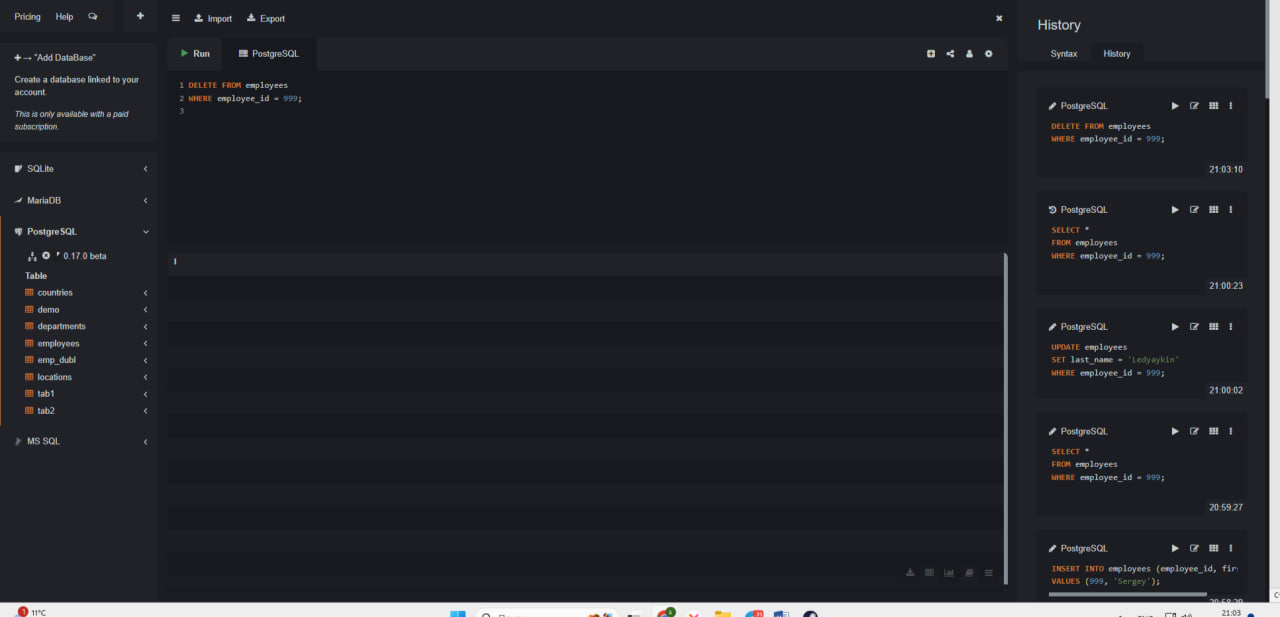 Pricing Help
Import Export
History
Run PostgreSQL
Syntax History
+ → "Add DataBase"
Create a database linked to your
account.
This is only available with a paid
subscription.
SQLite
MariaDB
PostgreSQL
0.17.0 beta
Table
countries
demo
departments
employees
emp_dubl
locations
tab1
tab2
MS SQL
1 DELETE FROM employees
2 WHERE employee_id = 999;
3
PostgreSQL
DELETE FROM employees
WHERE employee_id = 999;
21:03:10
PostgreSQL
SELECT *
FROM employees
WHERE employee_id = 999;
21:00:23
PostgreSQL
UPDATE employees
SET last_name = 'Ledyaykin'
WHERE employee_id = 999;
21:00:02
PostgreSQL
SELECT *
FROM employees
WHERE employee_id = 999;
20:59:27
PostgreSQL
INSERT INTO employees (employee_id, fir
VALUES (999, 'Sergey');
1 11°C
21:03